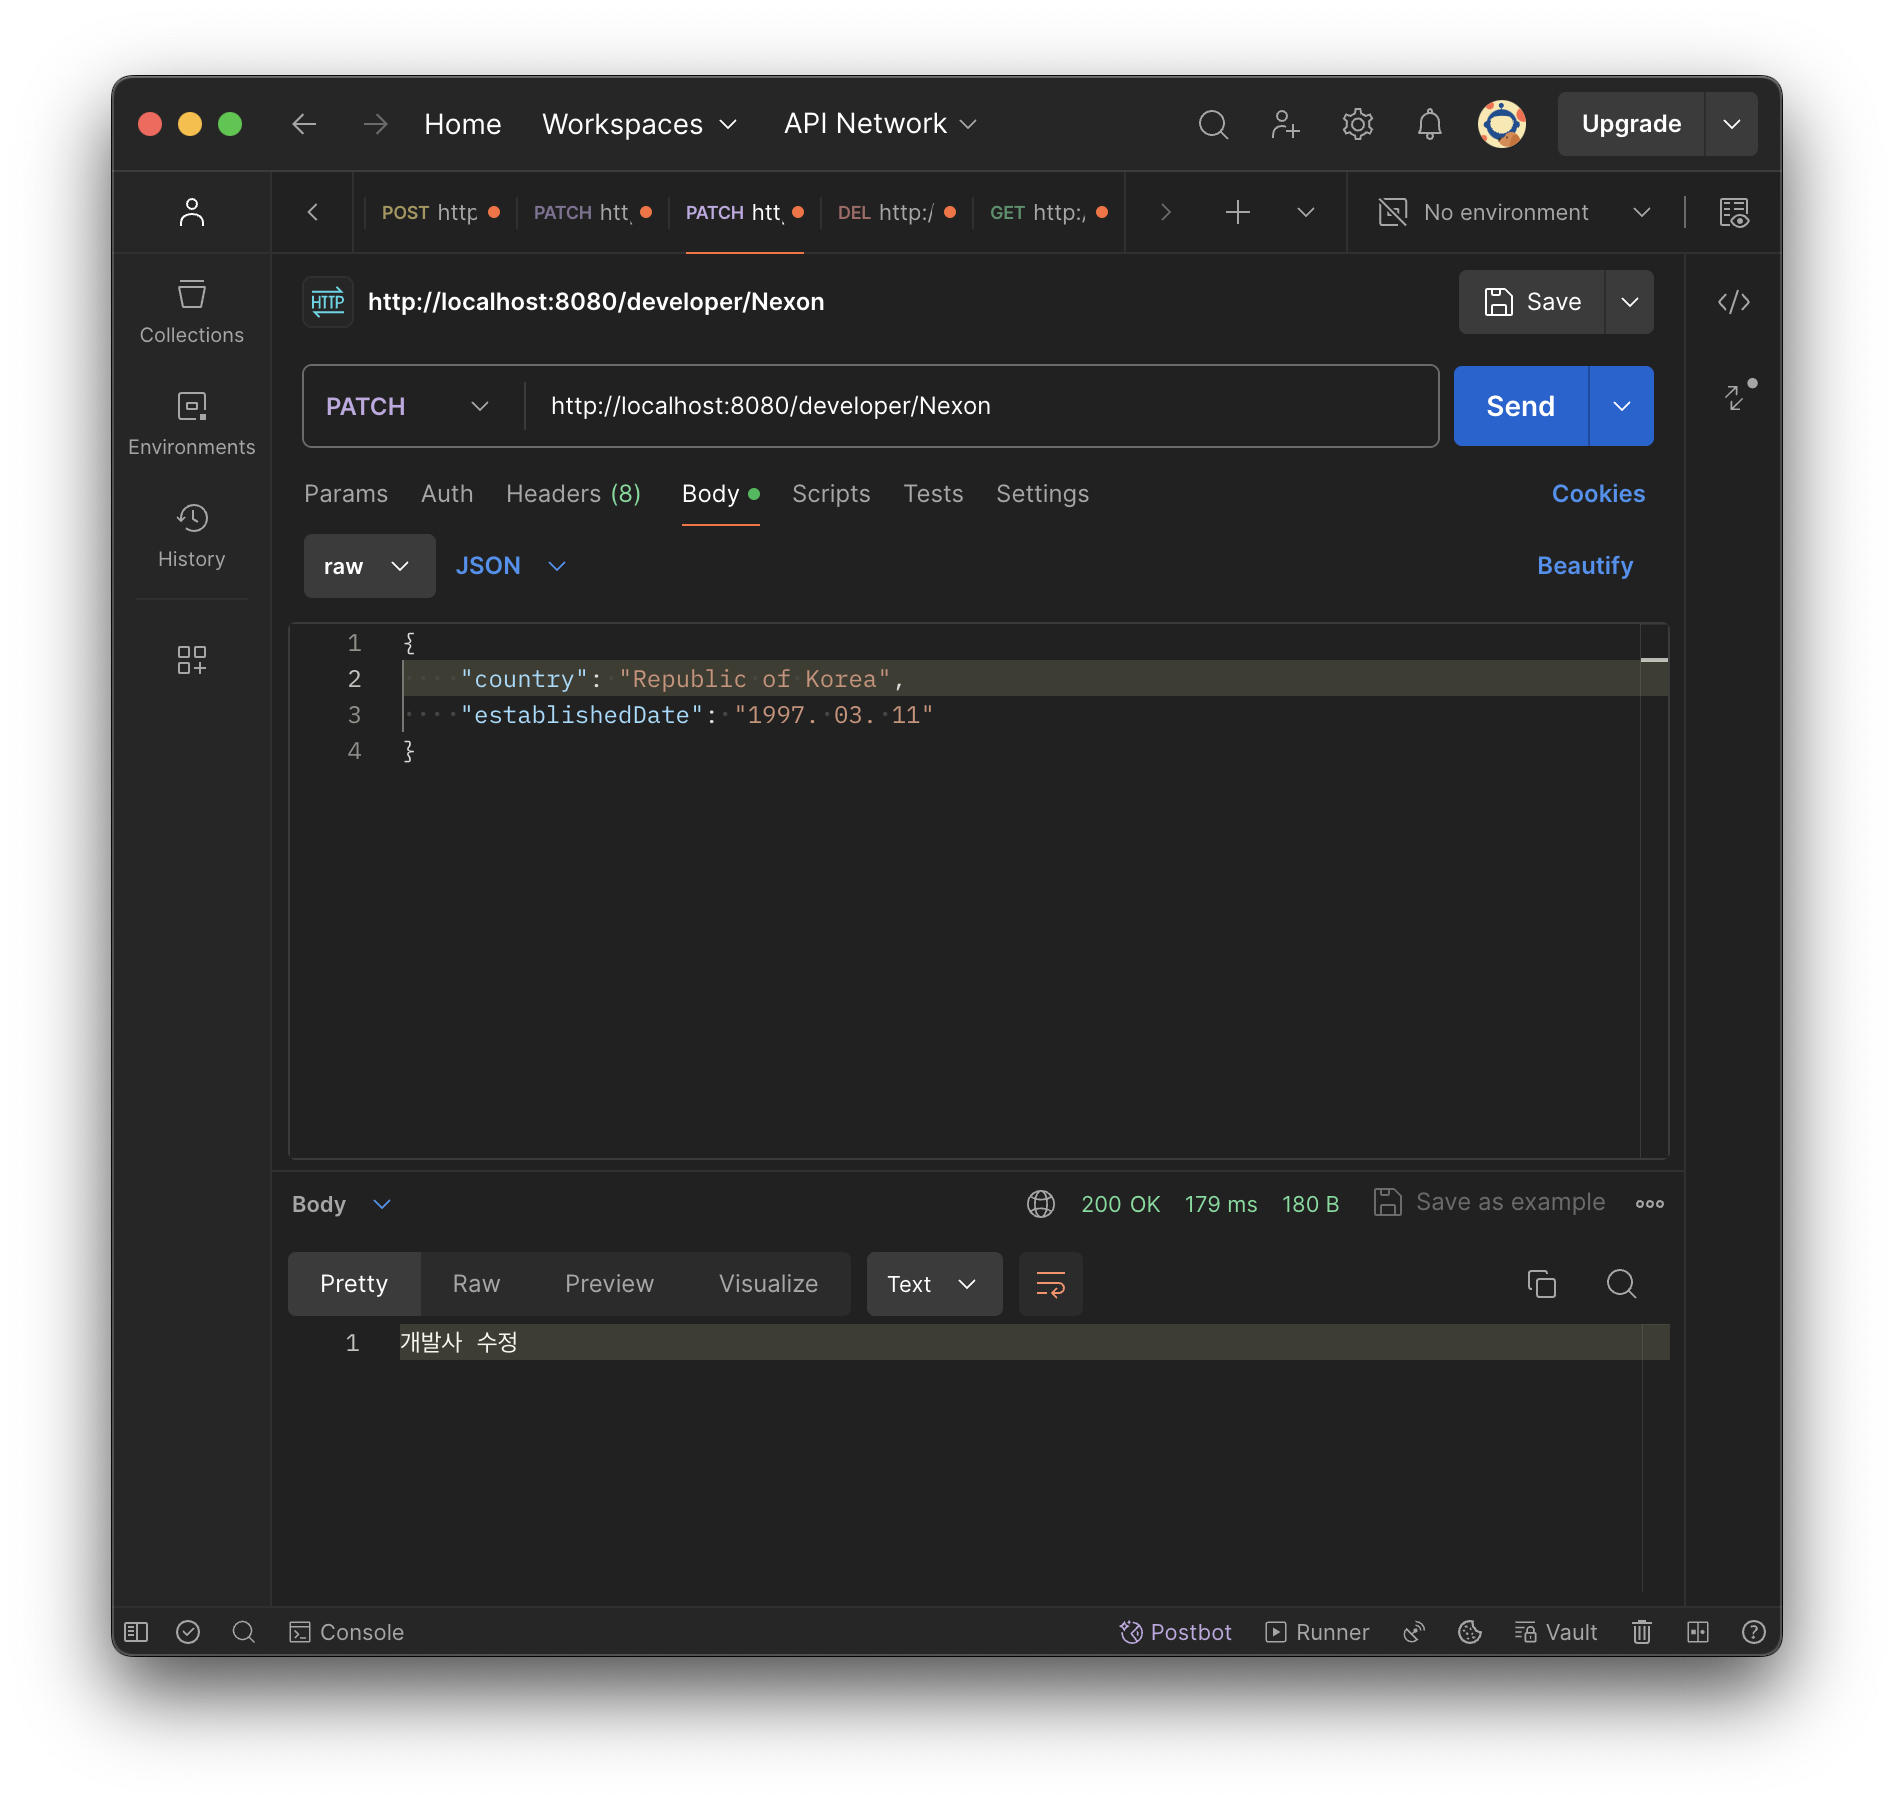 Home Workspaces API Network Upgrade
POST http PATCH htt PATCH htt DEL http:/ GET http:/ No environment
Collections
Environments
History
HTTP http://localhost:8080/developer/Nexon Save
PATCH http://localhost:8080/developer/Nexon Send
Params Auth Headers (8) Body Scripts Tests Settings Cookies
raw JSON Beautify
1 {
2 "country": "Republic of Korea",
3 "establishedDate": "1997. 03. 11"
4 }
Body 200 OK 179 ms 180 B Save as example
Pretty Raw Preview Visualize Text
1 개발사 수정
Console Postbot Runner Vault